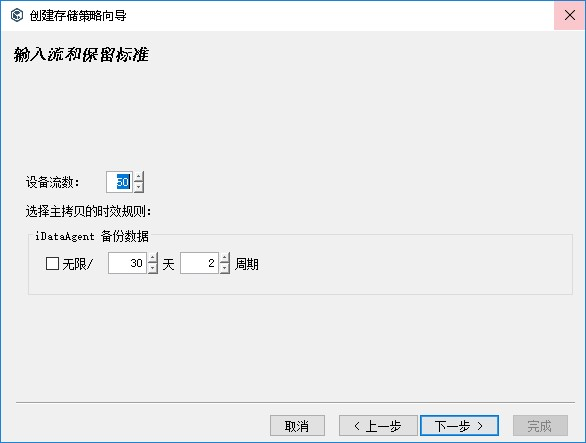 创建存储策略向导
输入流和保留标准
设备流数： 50
选择主拷贝的时效规则：
iDataAgent 备份数据
无限/ 30 天 2 周期
取消 < 上一步 下一步 > 完成